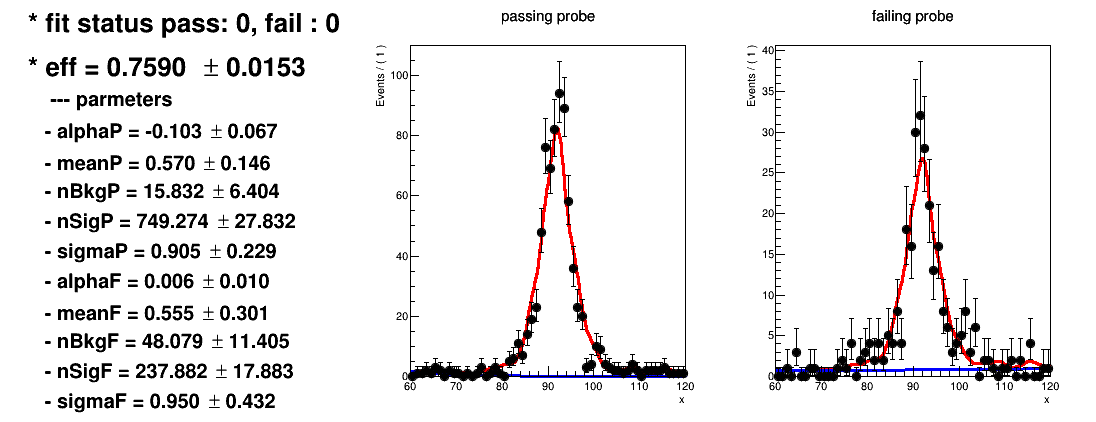 * fit status pass: 0, fail : 0
* eff = 0.7590 ± 0.0153
--- parmeters
- alphaP = -0.103 ± 0.067
- meanP = 0.570 ± 0.146
- nBkgP = 15.832 ± 6.404
- nSigP = 749.274 ± 27.832
- sigmaP = 0.905 ± 0.229
- alphaF = 0.006 ± 0.010
- meanF = 0.555 ± 0.301
- nBkgF = 48.079 ± 11.405
- nSigF = 237.882 ± 17.883
- sigmaF = 0.950 ± 0.432
passing probe
Events / ( 1 )
100
80
60
40
20
0
60 70 80 90 100 110 120
x
failing probe
Events / ( 1 )
40
35
30
25
20
15
10
5
0
60 70 80 90 100 110 120
x